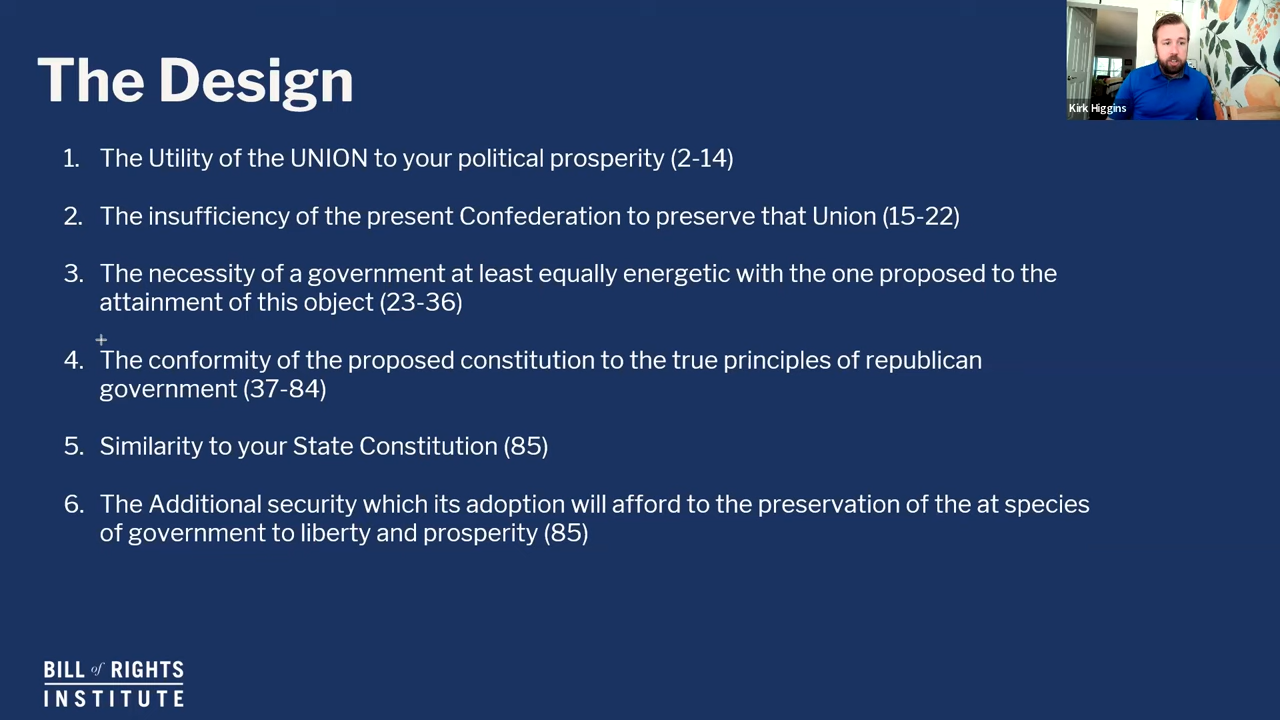 The Design
Kirk Higgins
1. The Utility of the UNION to your political prosperity (2-14)
2. The insufficiency of the present Confederation to preserve that Union (15-22)
3. The necessity of a government at least equally energetic with the one proposed to the
attainment of this object (23-36)
4. The conformity of the proposed constitution to the true principles of republican
government (37-84)
5. Similarity to your State Constitution (85)
6. The Additional security which its adoption will afford to the preservation of the at species
of government to liberty and prosperity (85)
BILL of RIGHTS
INSTITUTE